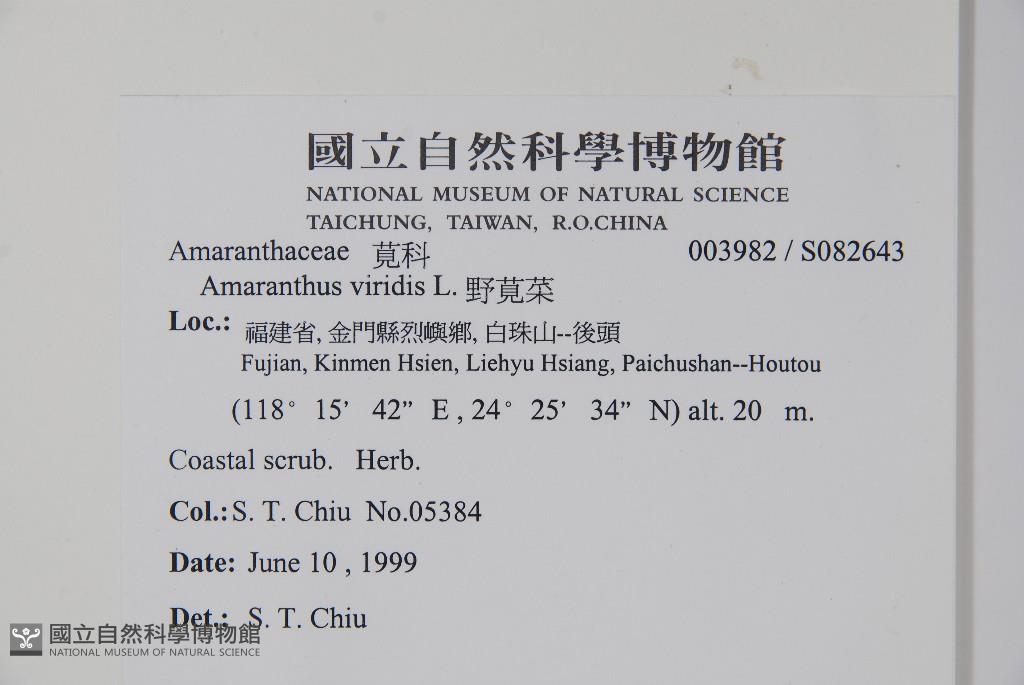 國立自然科學博物館
NATIONAL MUSEUM OF NATURAL SCIENCE
TAICHUNG, TAIWAN, R.O.CHINA
Amaranthaceae 莧科 003982 / S082643
Amaranthus viridis L. 野莧菜
Loc.: 福建省, 金門縣烈嶼鄉, 白珠山--後頭
Fujian, Kinmen Hsien, Liehyu Hsiang, Paichushan--Houtou
(118° 15’ 42” E , 24° 25’ 34” N) alt. 20 m.
Coastal scrub. Herb.
Col.: S. T. Chiu No.05384
Date: June 10 , 1999
Det.: S. T. Chiu
國立自然科學博物館
NATIONAL MUSEUM OF NATURAL SCIENCE